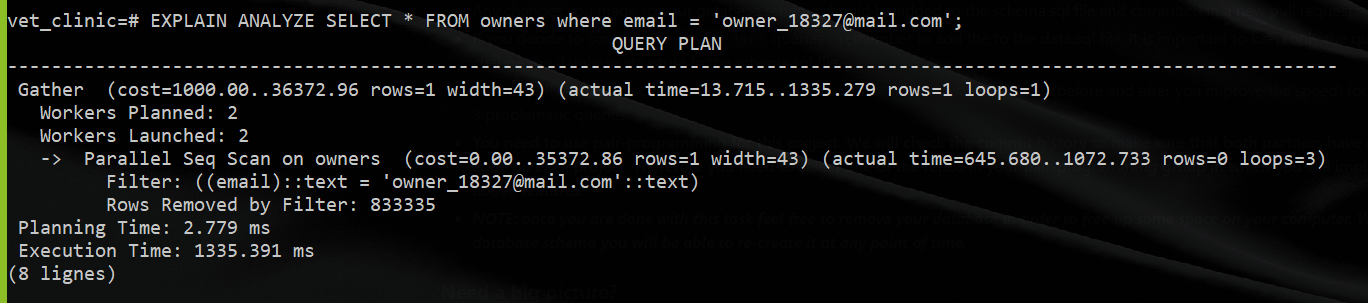 vet_clinic=# EXPLAIN ANALYZE SELECT * FROM owners where email = 'owner_18327@mail.com';
QUERY PLAN
-----------------------------------------------------------------------------------------------------------------------------
Gather (cost=1000.00..36372.96 rows=1 width=43) (actual time=13.715..1335.279 rows=1 loops=1)
Workers Planned: 2
Workers Launched: 2
-> Parallel Seq Scan on owners (cost=0.00..35372.86 rows=1 width=43) (actual time=645.680..1072.733 rows=0 loops=3)
Filter: ((email)::text = 'owner_18327@mail.com'::text)
Rows Removed by Filter: 833335
Planning Time: 2.779 ms
Execution Time: 1335.391 ms
(8 lignes)